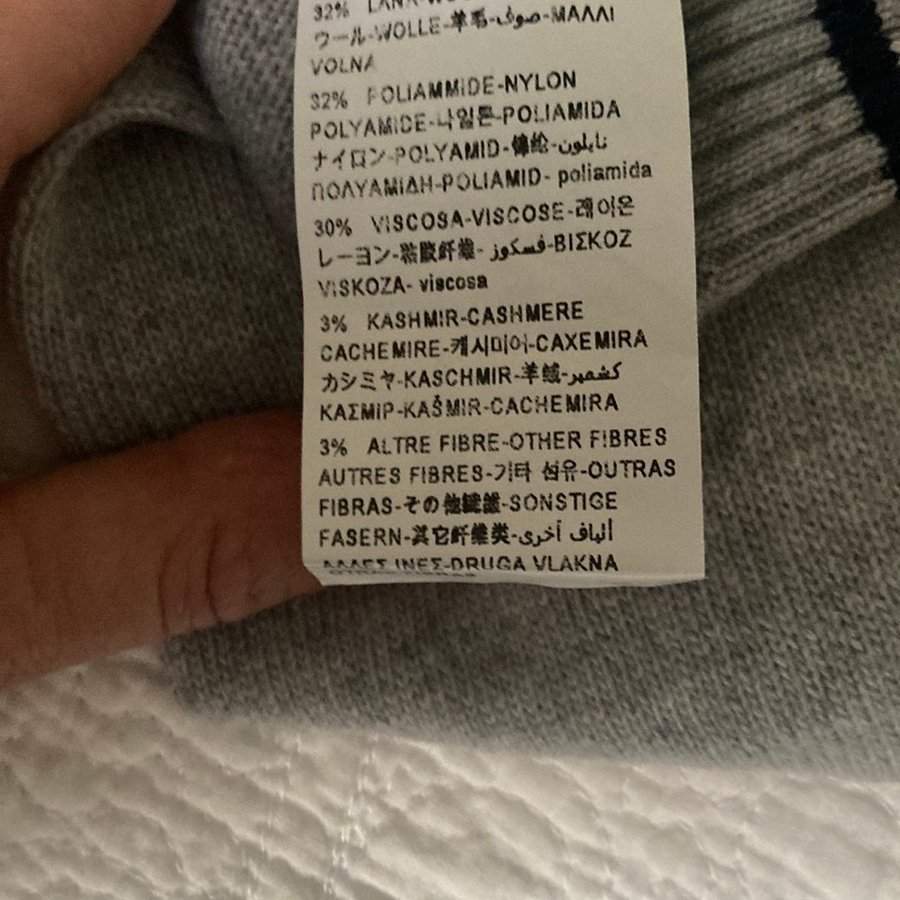 32% LANA-
ウール-WOLLE-羊毛-صوف-ΜΑΛΛΙ
VOLNA
32% POLIAMMIDE-NYLON
POLYAMIDE-나일론-POLIAMIDA
ナイロン-POLYAMID-锦纶-نايلون
ΠΟΛΥΑΜΙΔΗ-POLIAMID- poliamida
30% VISCOSA-VISCOSE-레이온
レーヨン-粘胶纤维-فسكوز-ΒΙΣΚΟΖ
VISKOZA- viscosa
3% KASHMIR-CASHMERE
CACHEMIRE-캐시미어-CAXEMIRA
カシミヤ-KASCHMIR-羊绒-كشمير
ΚΑΣΜΙΡ-KAŠMIR-CACHEMIRA
3% ALTRE FIBRE-OTHER FIBRES
AUTRES FIBRES-기타 섬유-OUTRAS
FIBRAS-その他繊維-SONSTIGE
FASERN-其它纤维类-ألياف أخرى
ΑΛΛΕΣ ΙΝΕΣ-DRUGA VLAKNA